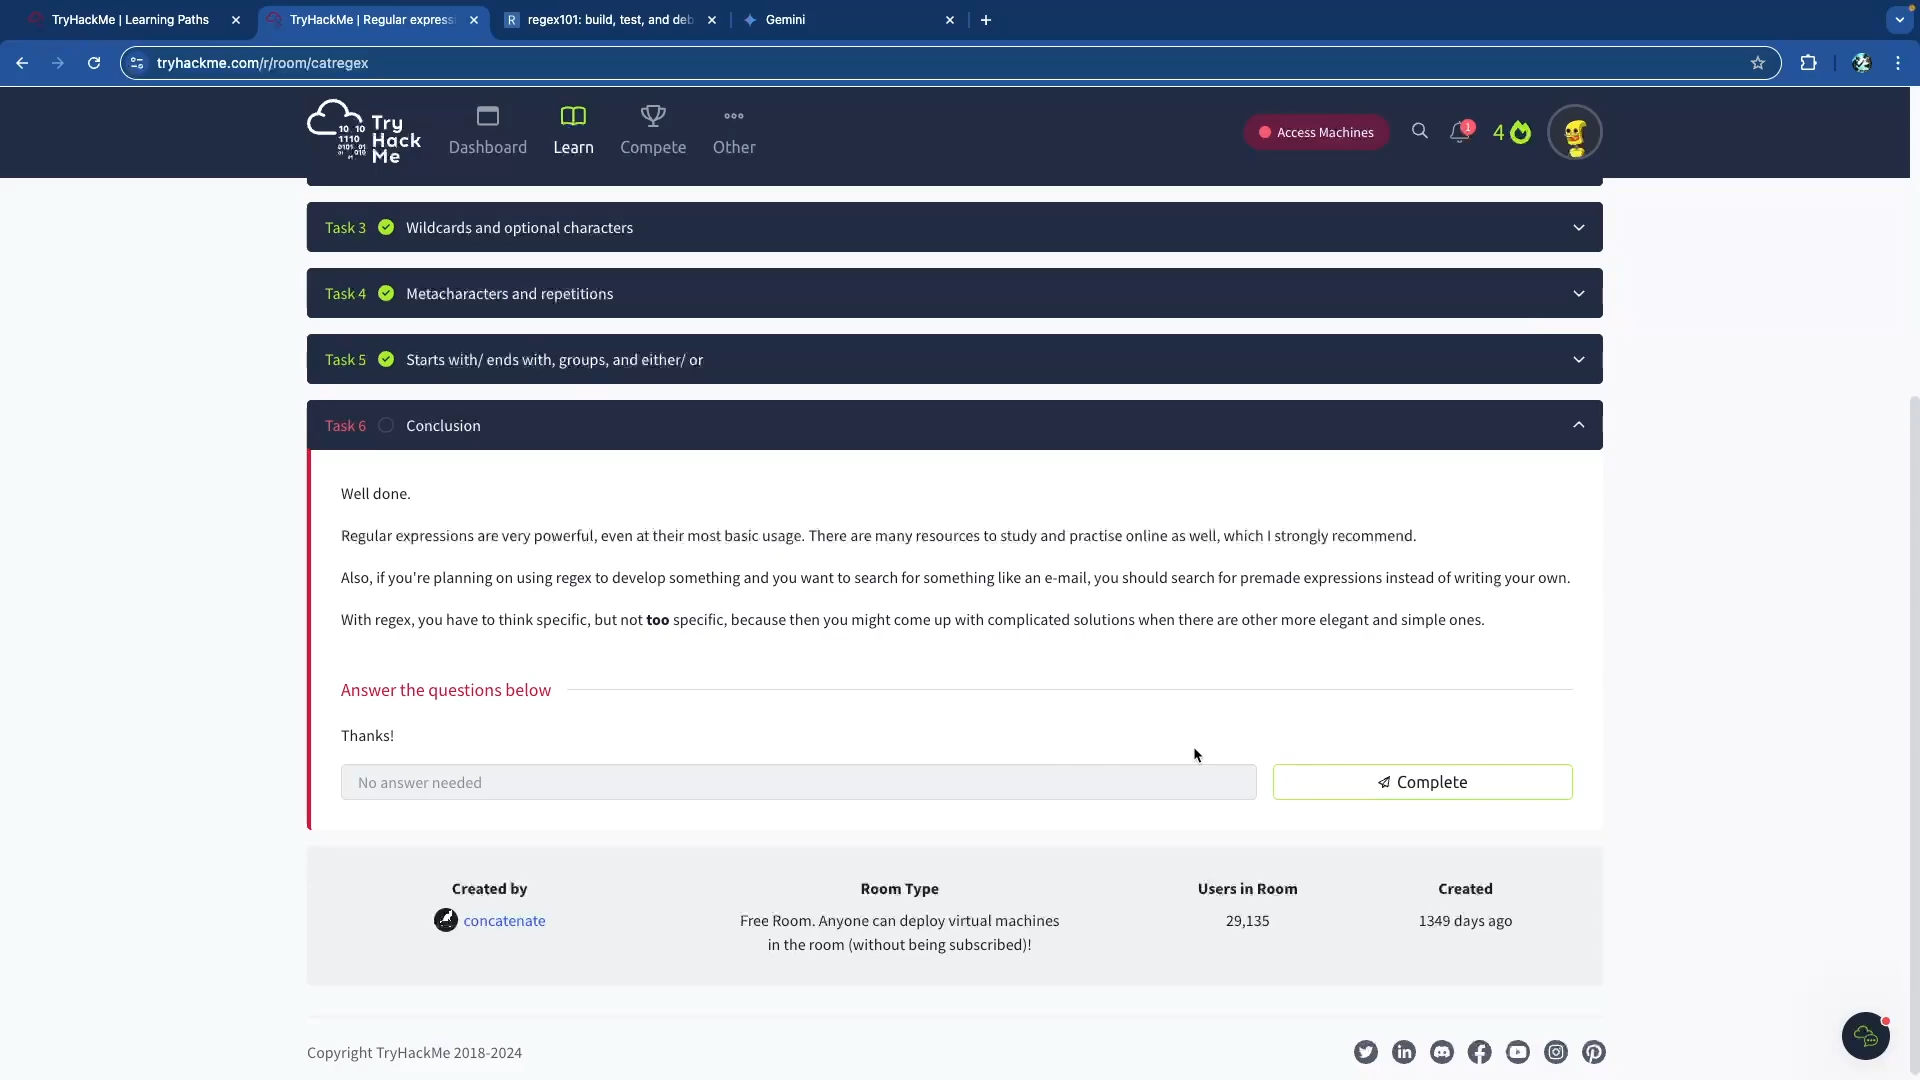 TryHackMe | Learning Paths
TryHackMe | Regular express
regex101: build, test, and deb
Gemini
tryhackme.com/r/room/catregex
Try
Hack
Me
Dashboard
Learn
Compete
Other
Access Machines
1
4
Task 3 Wildcards and optional characters
Task 4 Metacharacters and repetitions
Task 5 Starts with/ ends with, groups, and either/ or
Task 6 Conclusion
Well done.
Regular expressions are very powerful, even at their most basic usage. There are many resources to study and practise online as well, which I strongly recommend.
Also, if you're planning on using regex to develop something and you want to search for something like an e-mail, you should search for premade expressions instead of writing your own.
With regex, you have to think specific, but not too specific, because then you might come up with complicated solutions when there are other more elegant and simple ones.
Answer the questions below
Thanks!
No answer needed
Complete
Created by
Room Type
Users in Room
Created
concatenate
Free Room. Anyone can deploy virtual machines
in the room (without being subscribed)!
29,135
1349 days ago
Copyright TryHackMe 2018-2024